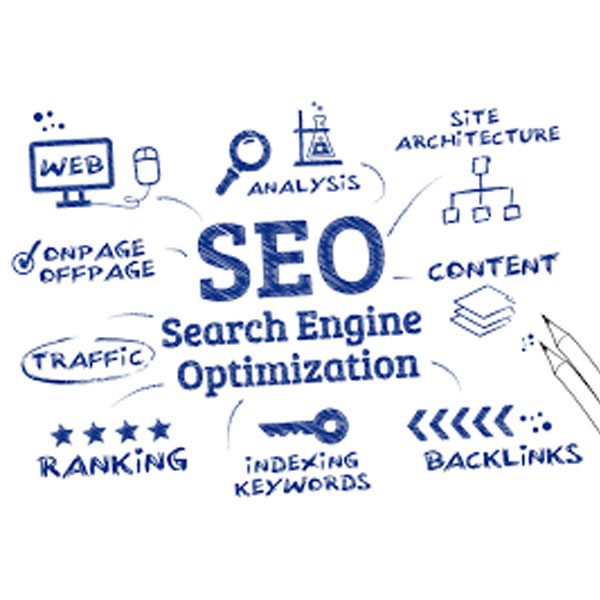 WEB
ANALYSIS
SITE
ARCHITECTURE
ONPAGE
OFFPAGE
SEO
Search Engine
Optimization
CONTENT
TRAFFIC
RANKING
INDEXING
KEYWORDS
BACKLINKS